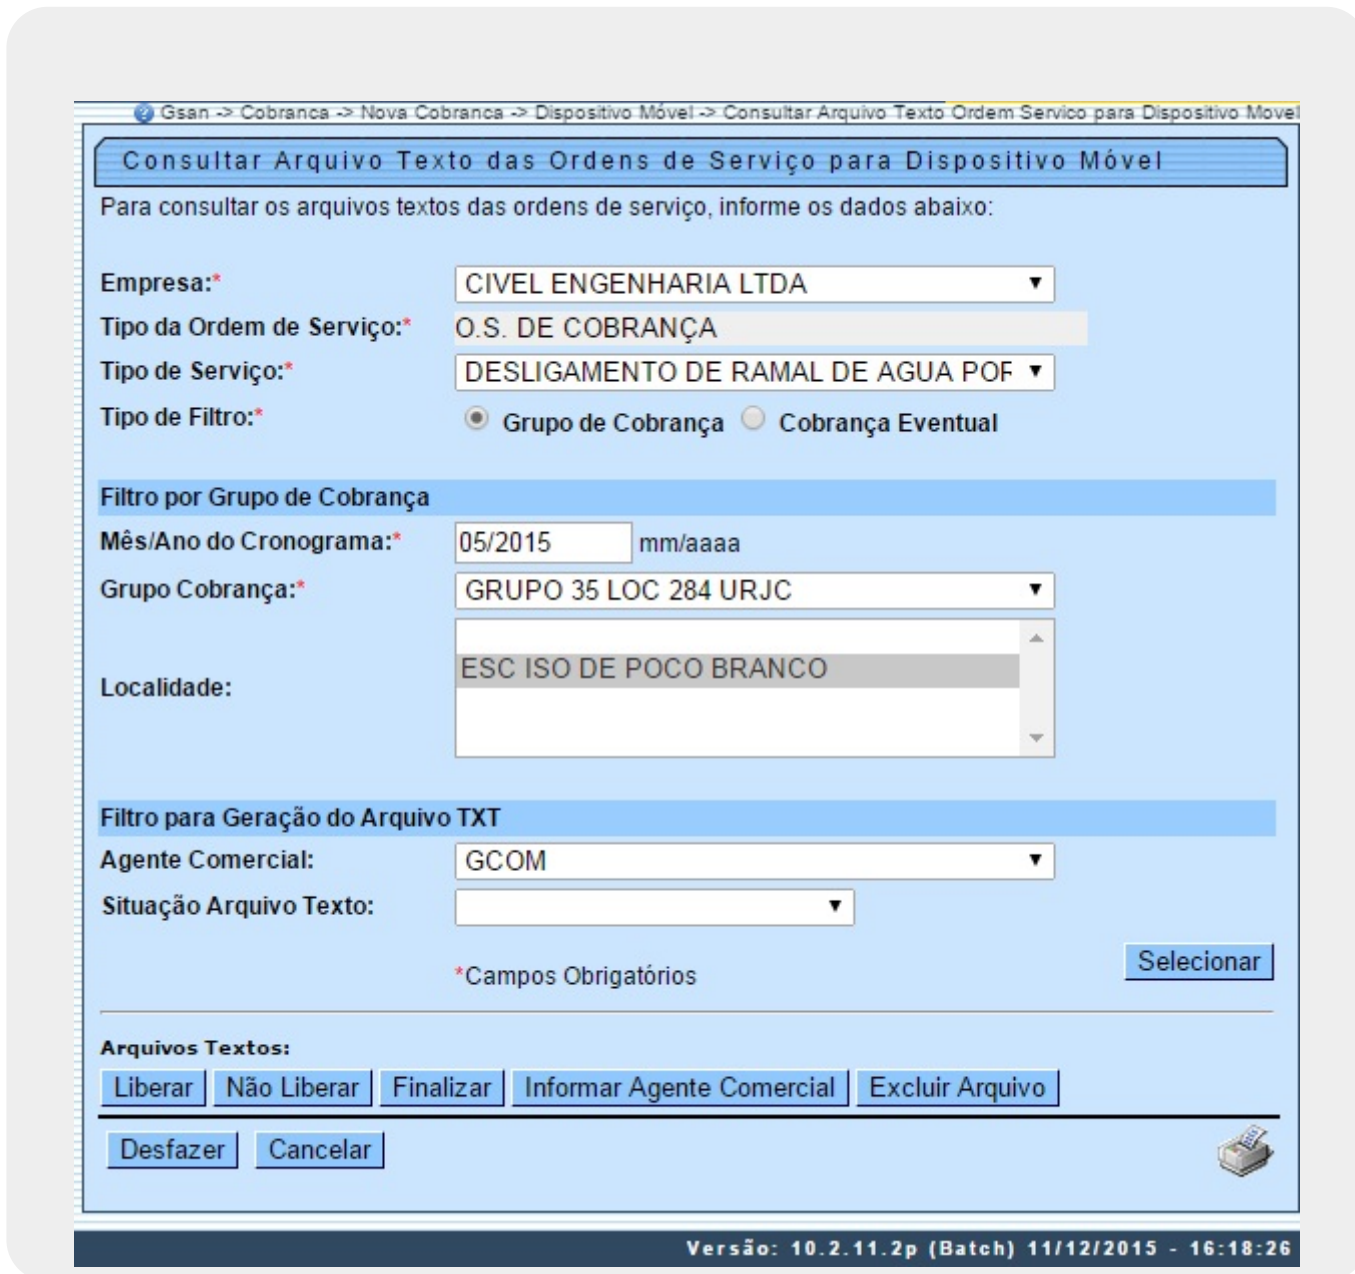 Gsan -> Cobranca -> Nova Cobranca -> Dispositivo Móvel -> Consultar Arquivo Texto Ordem Servico para Dispositivo Movel
Consultar Arquivo Texto das Ordens de Serviço para Dispositivo Móvel
Para consultar os arquivos textos das ordens de serviço, informe os dados abaixo:
Empresa:* CIVEL ENGENHARIA LTDA
Tipo da Ordem de Serviço:* O.S. DE COBRANÇA
Tipo de Serviço:* DESLIGAMENTO DE RAMAL DE AGUA POR
Tipo de Filtro:* Grupo de Cobrança Cobrança Eventual
Filtro por Grupo de Cobrança
Mês/Ano do Cronograma:* 05/2015 mm/aaaa
Grupo Cobrança:* GRUPO 35 LOC 284 URJC
ESC ISO DE POCO BRANCO
Localidade:
Filtro para Geração do Arquivo TXT
Agente Comercial: GCOM
Situação Arquivo Texto:
Selecionar
*Campos Obrigatórios
Arquivos Textos:
Liberar Não Liberar Finalizar Informar Agente Comercial Excluir Arquivo
Desfazer Cancelar
Versão: 10.2.11.2p (Batch) 11/12/2015 - 16:18:26